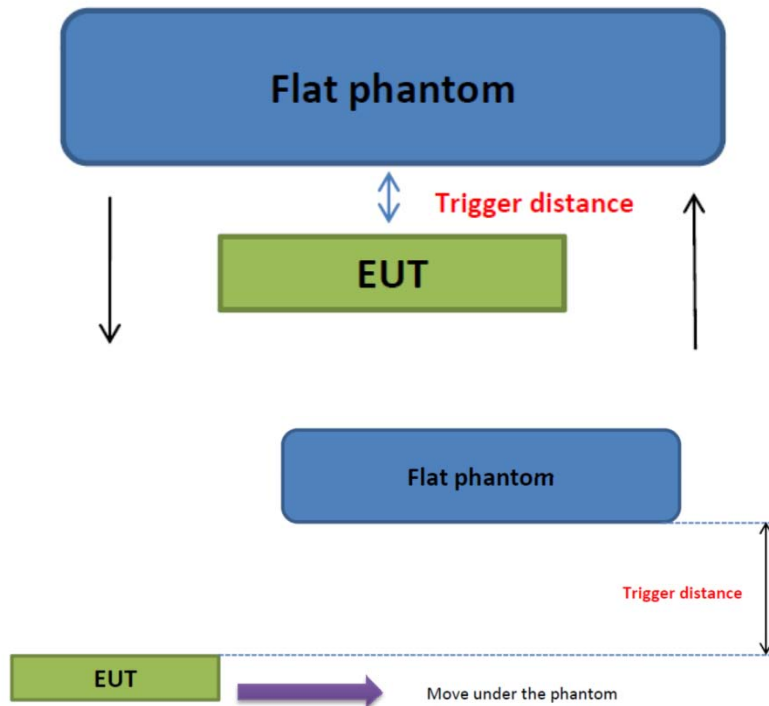 Flat phantom
Trigger distance
EUT
Flat phantom
Trigger distance
EUT
Move under the phantom